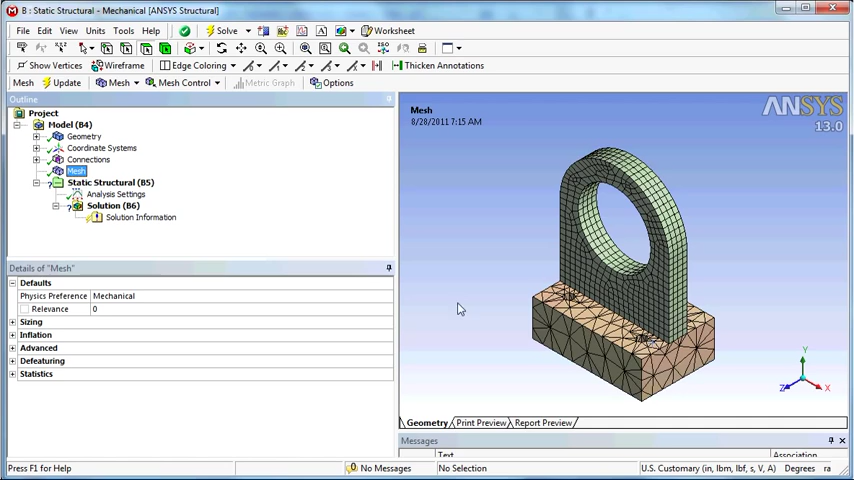 B : Static Structural - Mechanical [ANSYS Structural]
File Edit View Units Tools Help Solve Worksheet
Show Vertices Wireframe Edge Coloring Thicken Annotations
Mesh Update Mesh Mesh Control Metric Graph Options
Outline
Project
Model (B4)
Geometry
Coordinate Systems
Connections
Mesh
Static Structural (B5)
Analysis Settings
Solution (B6)
Solution Information
Details of "Mesh"
Defaults
Physics Preference Mechanical
Relevance 0
Sizing
Inflation
Advanced
Defeaturing
Statistics
Mesh
8/28/2011 7:15 AM
ANSYS
13.0
Y
Z X
Geometry Print Preview Report Preview
Messages
Text Association
Press F1 for Help 0 No Messages No Selection U.S. Customary (in, lbm, lbf, s, V, A) Degrees ra